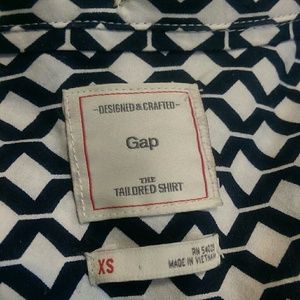 -DESIGNED & CRAFTED-
Gap
THE
TAILORED SHIRT
XS
RN 54023
MADE IN VIETNAM